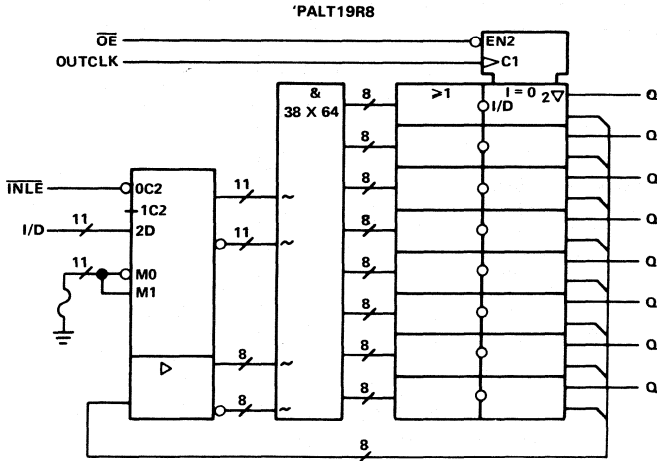 'PALT19R8
OE
EN2
OUTCLK
C1
&
38 X 64
8
≥1
I = 0
2▽
I/D
Q
8
Q
INLE
0C2
11
~
8
Q
1C2
I/D
11
2D
11
~
8
Q
11
M0
M1
8
Q
8
Q
▷
8
~
8
Q
8
~
8
Q
8